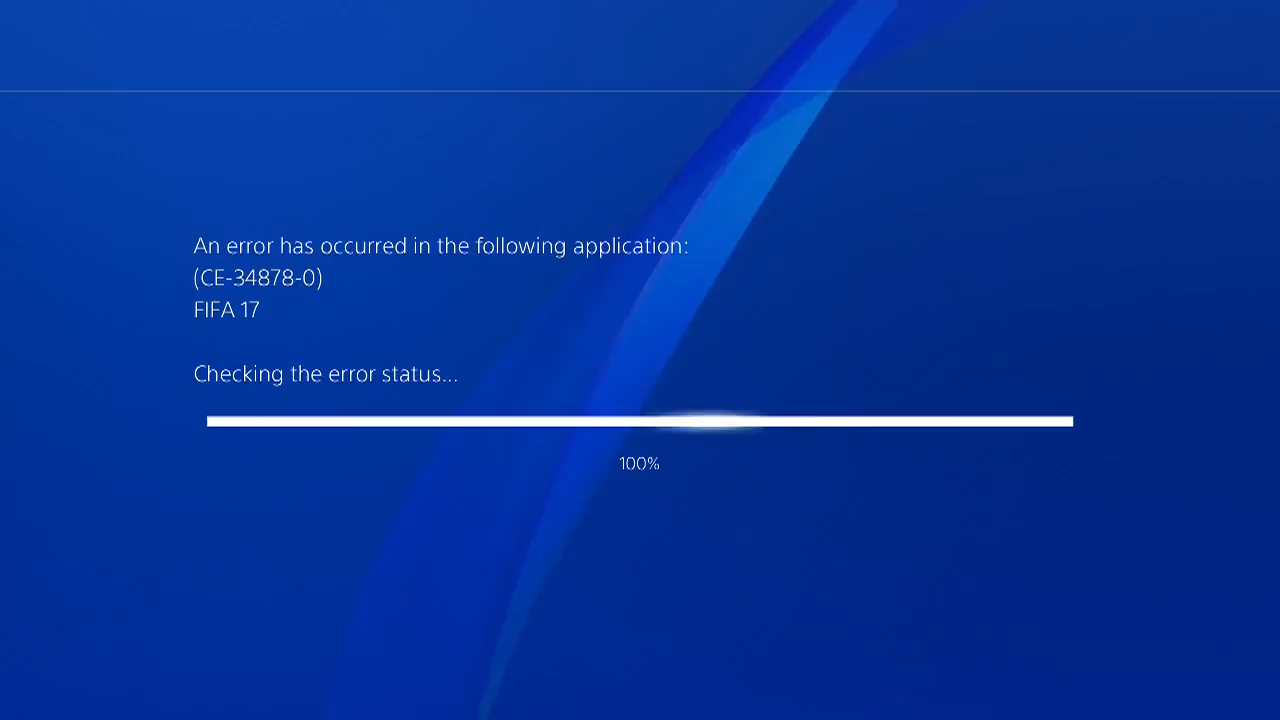 An error has occurred in the following application:
(CE-34878-0)
FIFA 17
Checking the error status...
100%